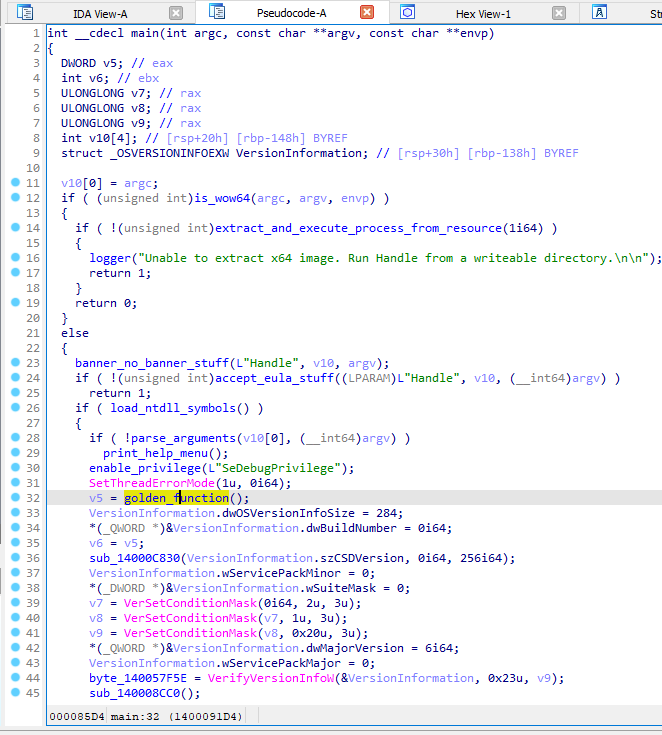 IDA View-A Pseudocode-A Hex View-1 A Str
1 int __cdecl main(int argc, const char **argv, const char **envp)
2 {
3 DWORD v5; // eax
4 int v6; // ebx
5 ULONGLONG v7; // rax
6 ULONGLONG v8; // rax
7 ULONGLONG v9; // rax
8 int v10[4]; // [rsp+20h] [rbp-148h] BYREF
9 struct _OSVERSIONINFOEXW VersionInformation; // [rsp+30h] [rbp-138h] BYREF
10
11 v10[0] = argc;
12 if ( (unsigned int)is_wow64(argc, argv, envp) )
13 {
14 if ( !(unsigned int)extract_and_execute_process_from_resource(1i64) )
15 {
16 logger("Unable to extract x64 image. Run Handle from a writeable directory.\n\n");
17 return 1;
18 }
19 return 0;
20 }
21 else
22 {
23 banner_no_banner_stuff(L"Handle", v10, argv);
24 if ( !(unsigned int)accept_eula_stuff((LPARAM)L"Handle", v10, (__int64)argv) )
25 return 1;
26 if ( load_ntdll_symbols() )
27 {
28 if ( !parse_arguments(v10[0], (__int64)argv) )
29 print_help_menu();
30 enable_privilege(L"SeDebugPrivilege");
31 SetThreadErrorMode(1u, 0i64);
32 v5 = golden_function();
33 VersionInformation.dwOSVersionInfoSize = 284;
34 *(_QWORD *)&VersionInformation.dwBuildNumber = 0i64;
35 v6 = v5;
36 sub_14000C830(VersionInformation.szCSDVersion, 0i64, 256i64);
37 VersionInformation.wServicePackMinor = 0;
38 *(_DWORD *)&VersionInformation.wSuiteMask = 0;
39 v7 = VerSetConditionMask(0i64, 2u, 3u);
40 v8 = VerSetConditionMask(v7, 1u, 3u);
41 v9 = VerSetConditionMask(v8, 0x20u, 3u);
42 *(_QWORD *)&VersionInformation.dwMajorVersion = 6i64;
43 VersionInformation.wServicePackMajor = 0;
44 byte_140057F5E = VerifyVersionInfoW(&VersionInformation, 0x23u, v9);
45 sub_140008CC0();
000085D4 main:32 (1400091D4)